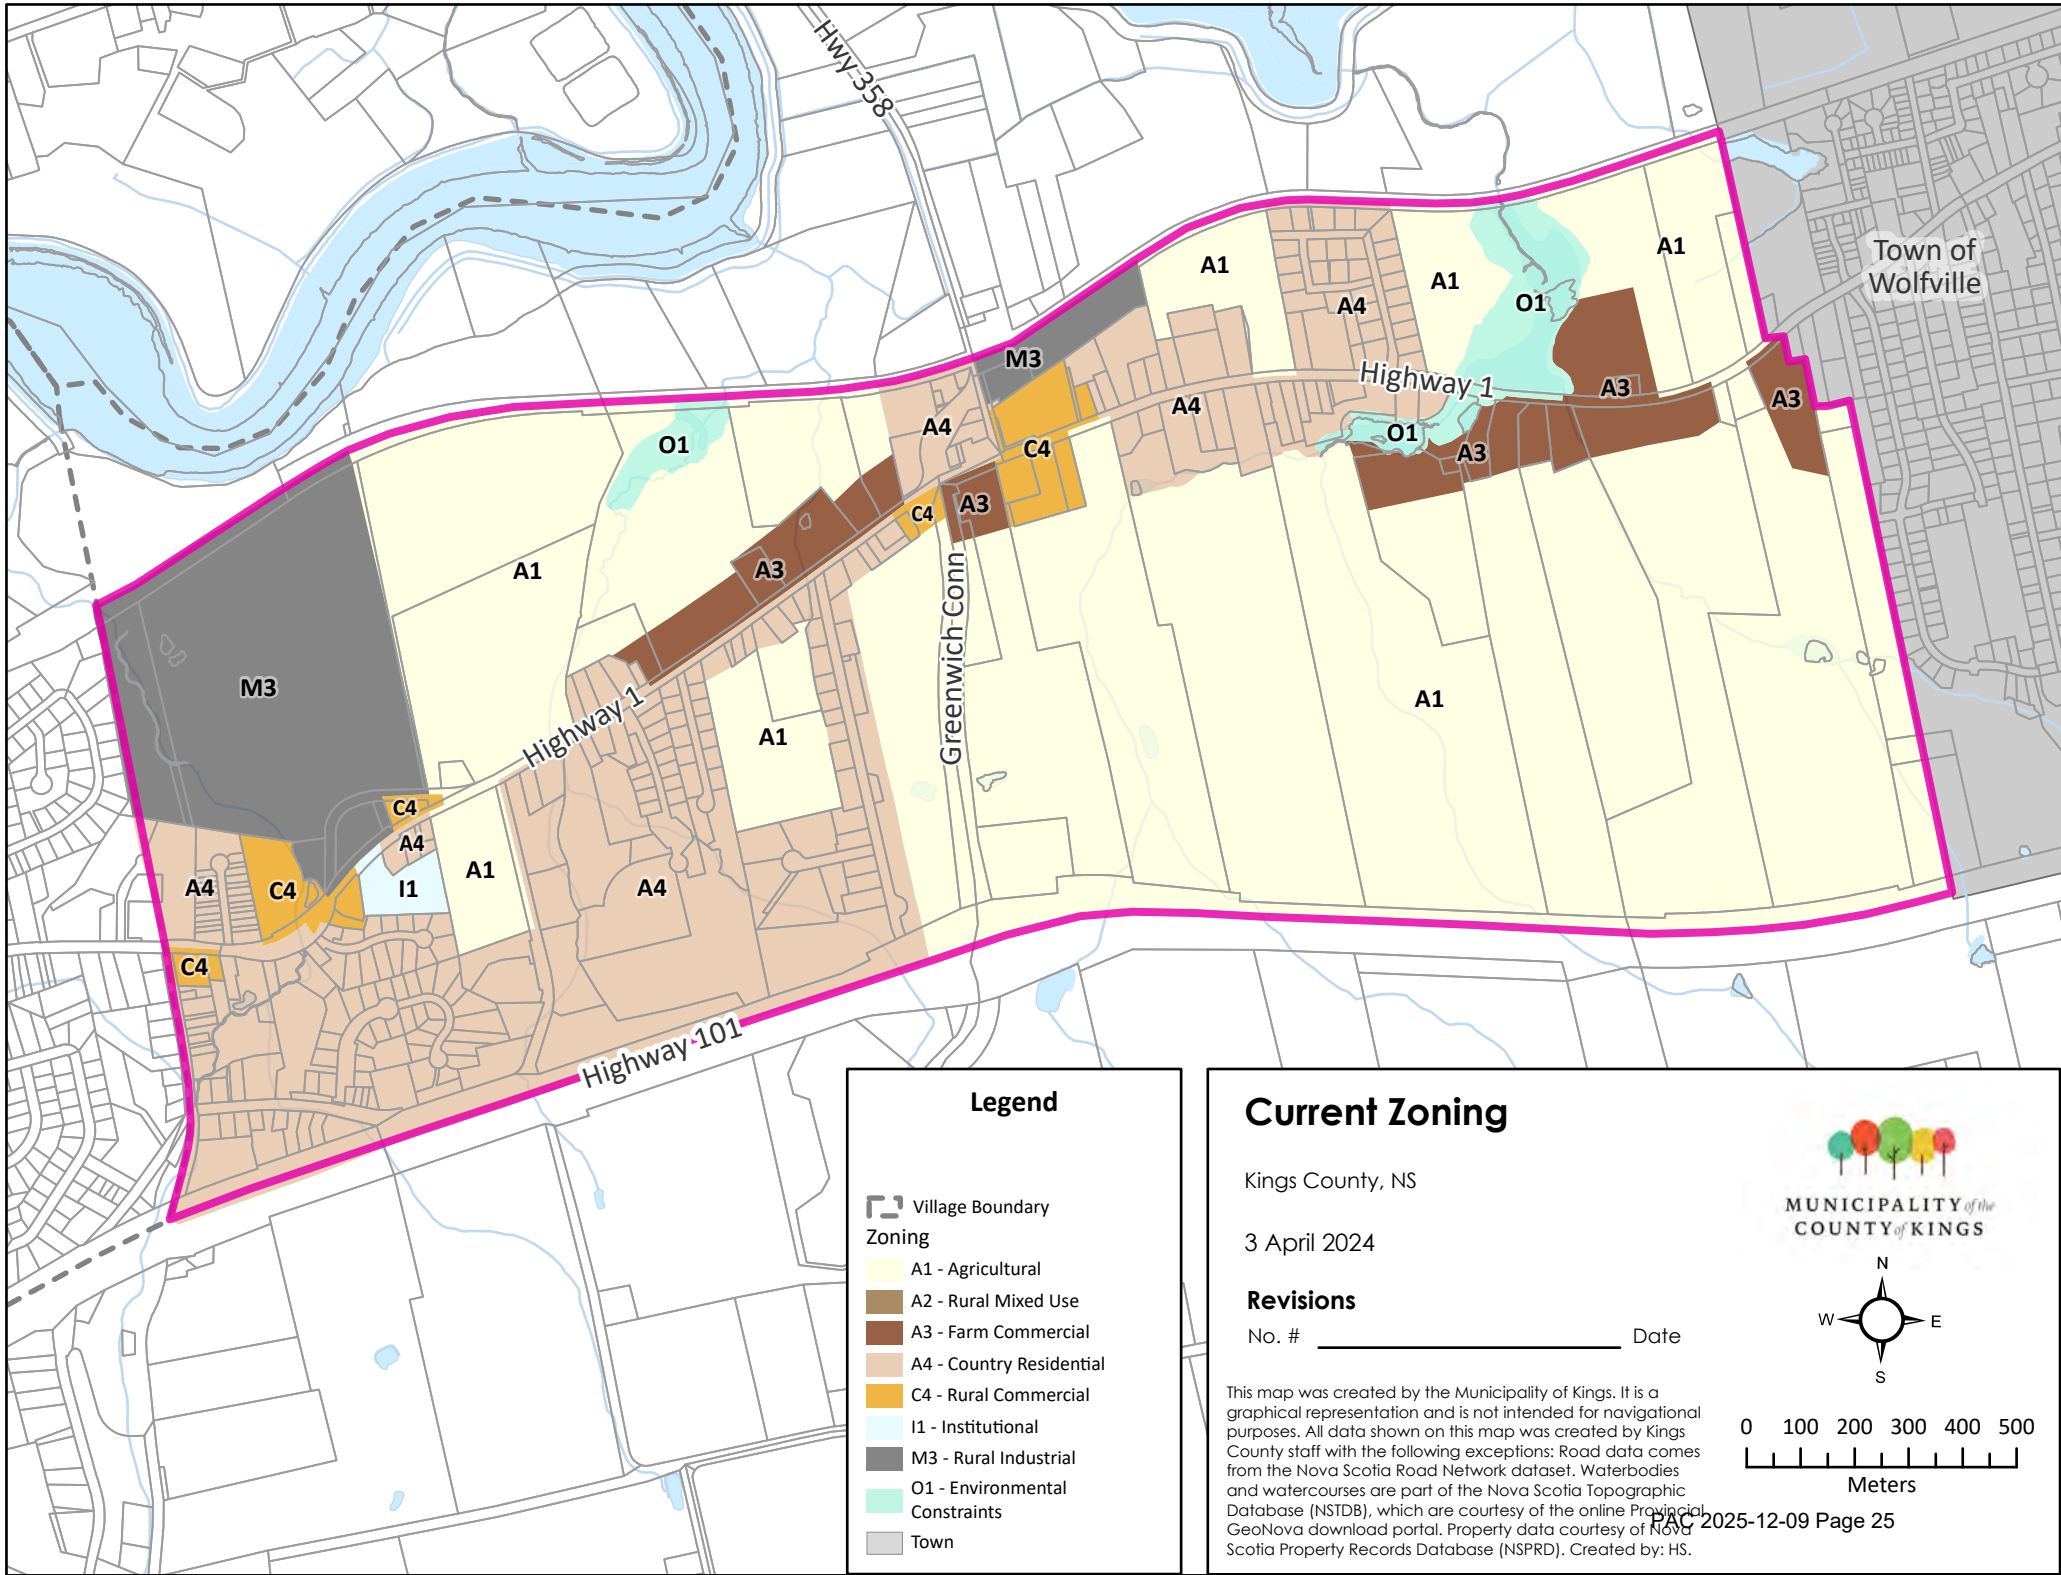 Hwy 358
Town of
Wolfville
A1
A1
A1
A4
O1
M3
Highway 1
A3
A3
A4
A4
O1
C4
O1
A3
A3
C4
A1
A3
Greenwich Conn
M3
A1
Highway 1
A1
C4
A4
A1
I1
A4
C4
A4
C4
Highway 101
Legend
Village Boundary
Zoning
A1 - Agricultural
A2 - Rural Mixed Use
A3 - Farm Commercial
A4 - Country Residential
C4 - Rural Commercial
I1 - Institutional
M3 - Rural Industrial
O1 - Environmental
Constraints
Town
Current Zoning
Kings County, NS
3 April 2024
Revisions
No. # Date
MUNICIPALITY of the
COUNTY of KINGS
N
W E
S
This map was created by the Municipality of Kings. It is a
graphical representation and is not intended for navigational
purposes. All data shown on this map was created by Kings
County staff with the following exceptions: Road data comes
from the Nova Scotia Road Network dataset. Waterbodies
and watercourses are part of the Nova Scotia Topographic
Database (NSTDB), which are courtesy of the online Provincial
GeoNova download portal. Property data courtesy of Nova
Scotia Property Records Database (NSPRD). Created by: HS.
0 100 200 300 400 500
Meters
PAC 2025-12-09 Page 25